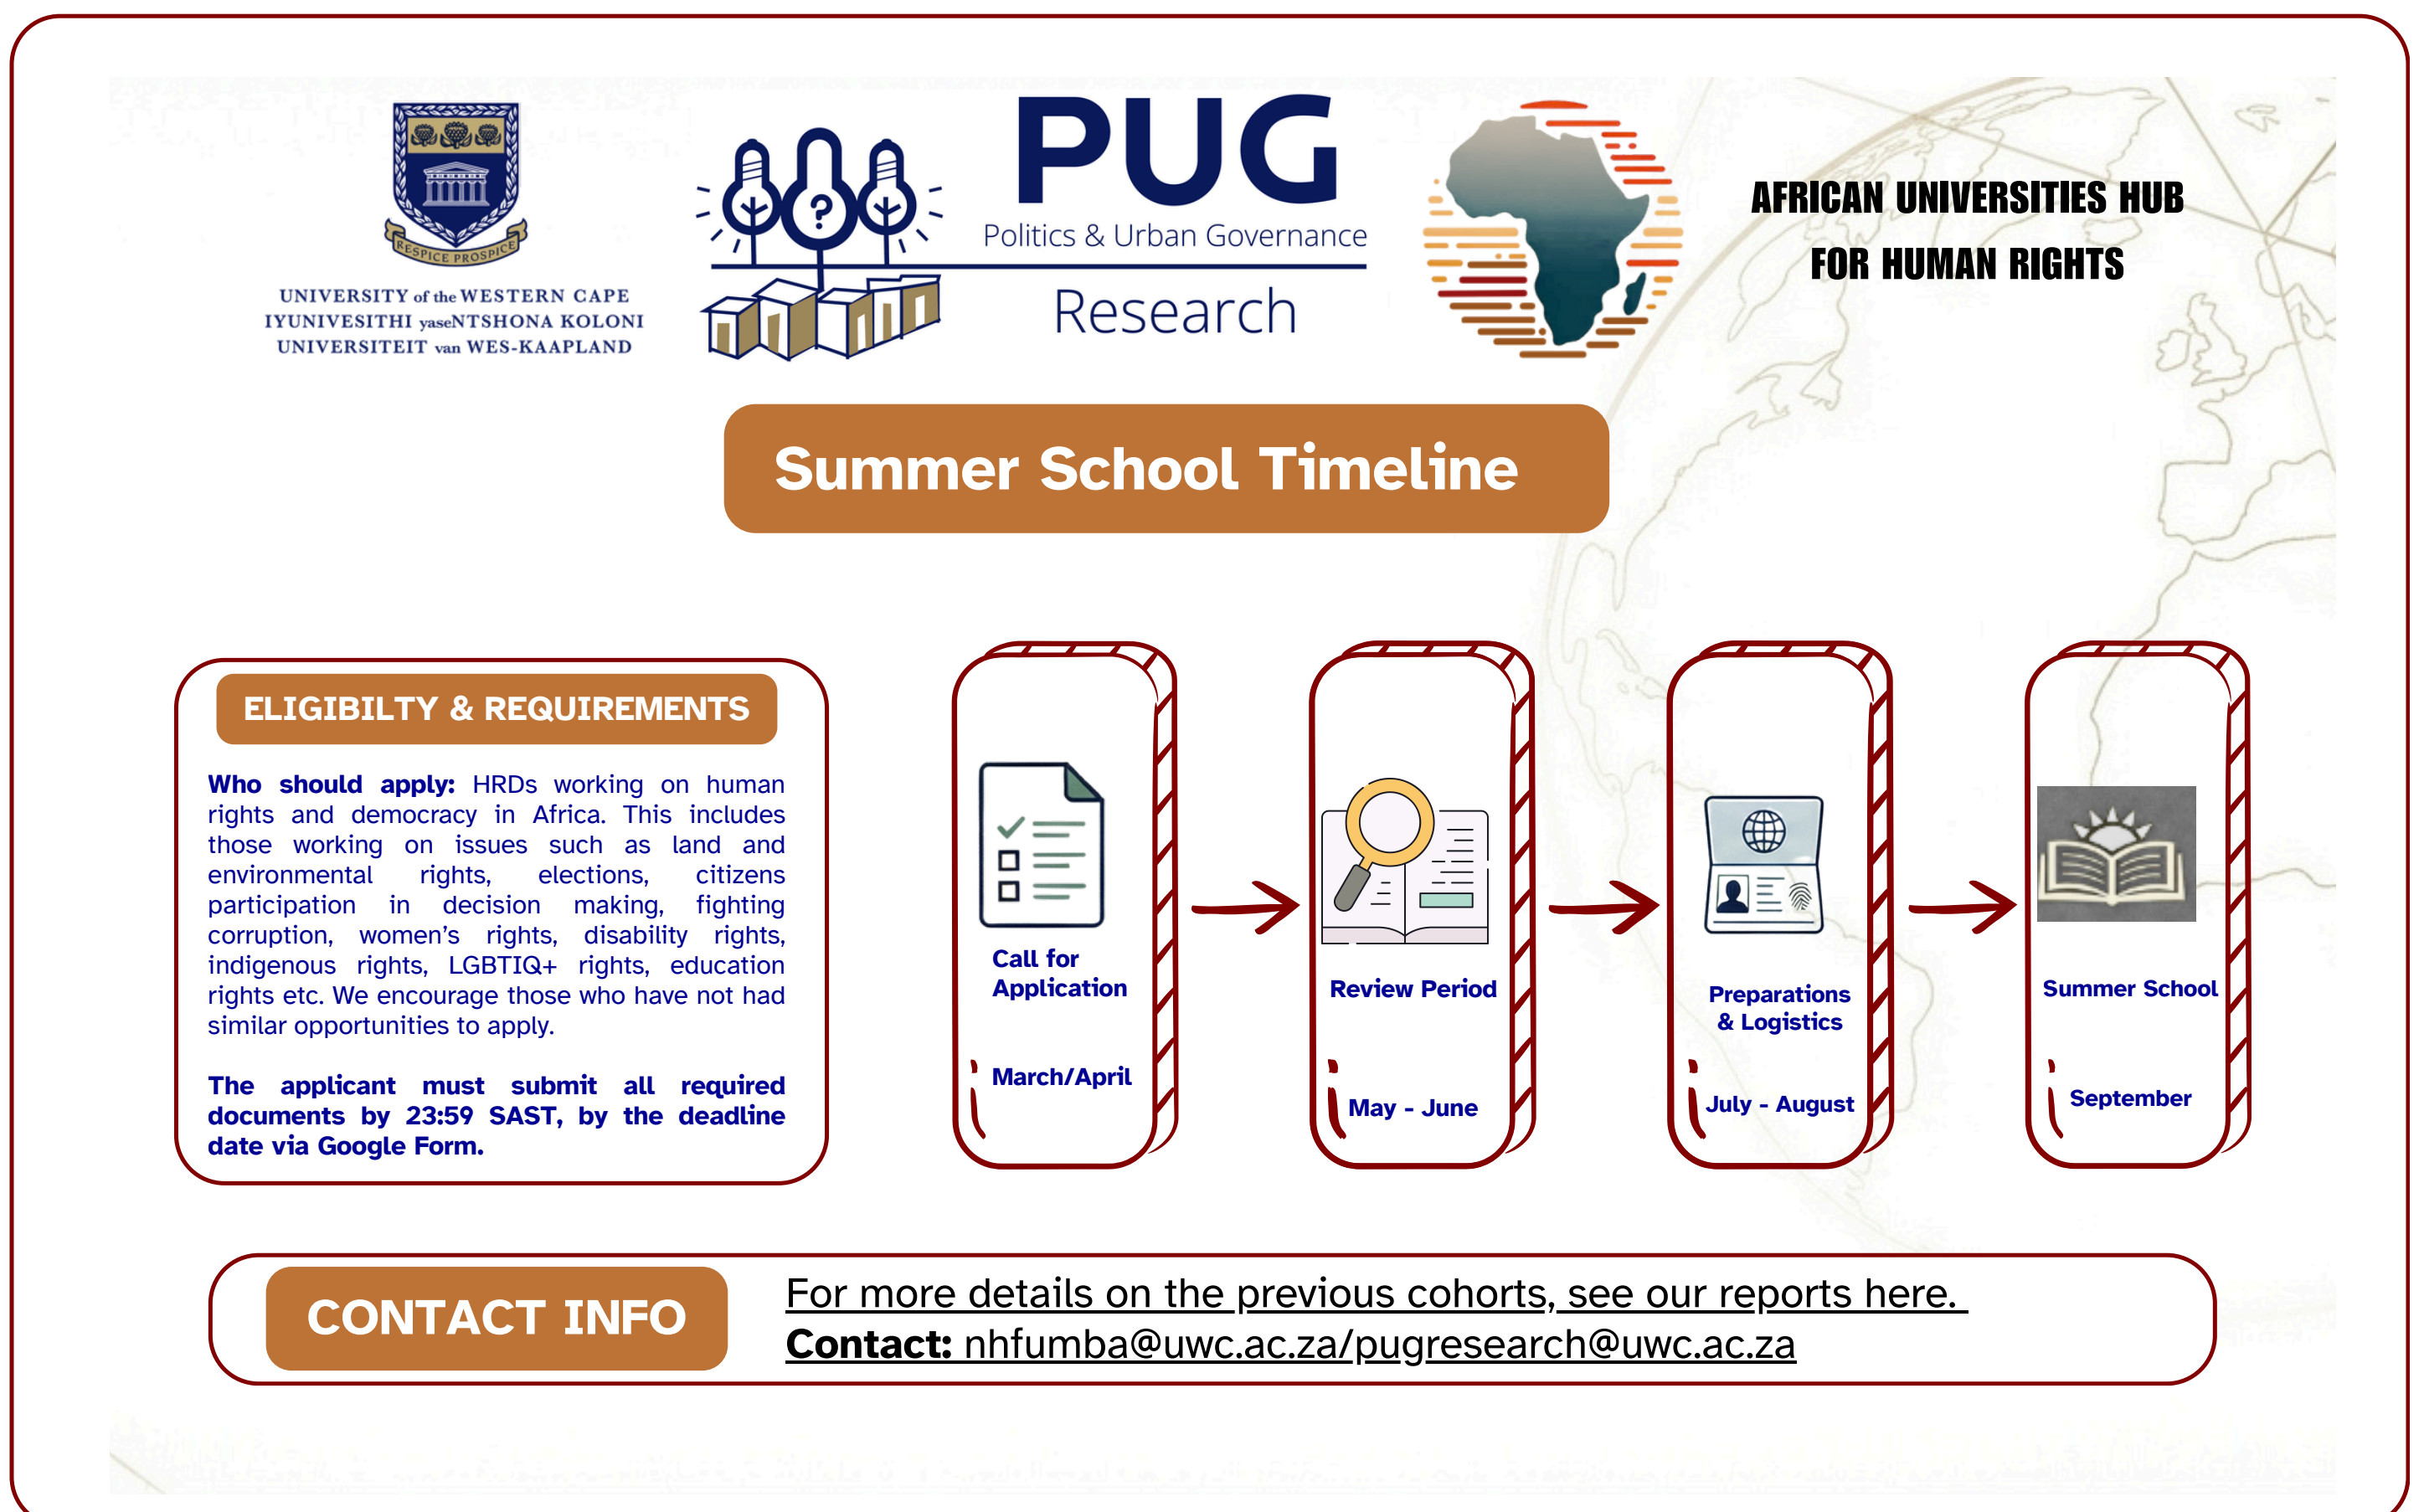 RESPICE PROSPICE
UNIVERSITY of the WESTERN CAPE
IYUNIVESITHI yaseNTSHONA KOLONI
UNIVERSITEIT van WES-KAAPLAND
?
PUG
Politics & Urban Governance
Research
AFRICAN UNIVERSITIES HUB
FOR HUMAN RIGHTS
Summer School Timeline
ELIGIBILTY & REQUIREMENTS
Who should apply: HRDs working on human
rights and democracy in Africa. This includes
those working on issues such as land and
environmental rights, elections, citizens
participation in decision making, fighting
corruption, women’s rights, disability rights,
indigenous rights, LGBTIQ+ rights, education
rights etc. We encourage those who have not had
similar opportunities to apply.
The applicant must submit all required
documents by 23:59 SAST, by the deadline
date via Google Form.
Call for
Application
March/April
Review Period
May - June
Preparations
& Logistics
July - August
Summer School
September
CONTACT INFO
For more details on the previous cohorts, see our reports here.
Contact: nhfumba@uwc.ac.za/pugresearch@uwc.ac.za